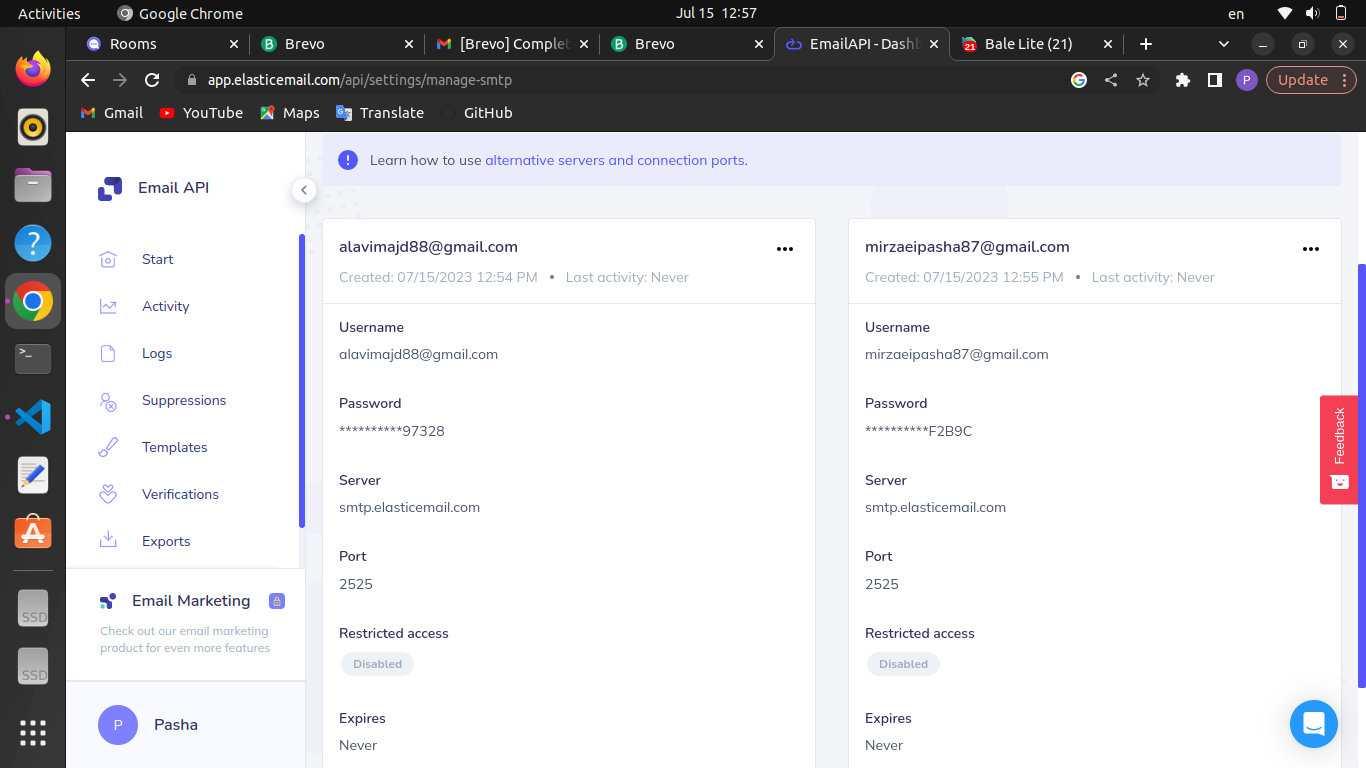 Activities
Google Chrome
Jul 15 12:57
en
Rooms
Brevo
[Brevo] Complet
Brevo
EmailAPI - Dashb
21
Bale Lite (21)
app.elasticemail.com/api/settings/manage-smtp
P
Update
Gmail
YouTube
Maps
Translate
GitHub
Email API
Start
Activity
Logs
Suppressions
Templates
Verifications
Exports
Email Marketing
Check out our email marketing
product for even more features
P
Pasha
SSD
SSD
Learn how to use alternative servers and connection ports.
alavimajd88@gmail.com
Created: 07/15/2023 12:54 PM • Last activity: Never
Username
alavimajd88@gmail.com
Password
**********97328
Server
smtp.elasticemail.com
Port
2525
Restricted access
Disabled
Expires
Never
mirzaeipasha87@gmail.com
Created: 07/15/2023 12:55 PM • Last activity: Never
Username
mirzaeipasha87@gmail.com
Password
**********F2B9C
Server
smtp.elasticemail.com
Port
2525
Restricted access
Disabled
Expires
Never
Feedback